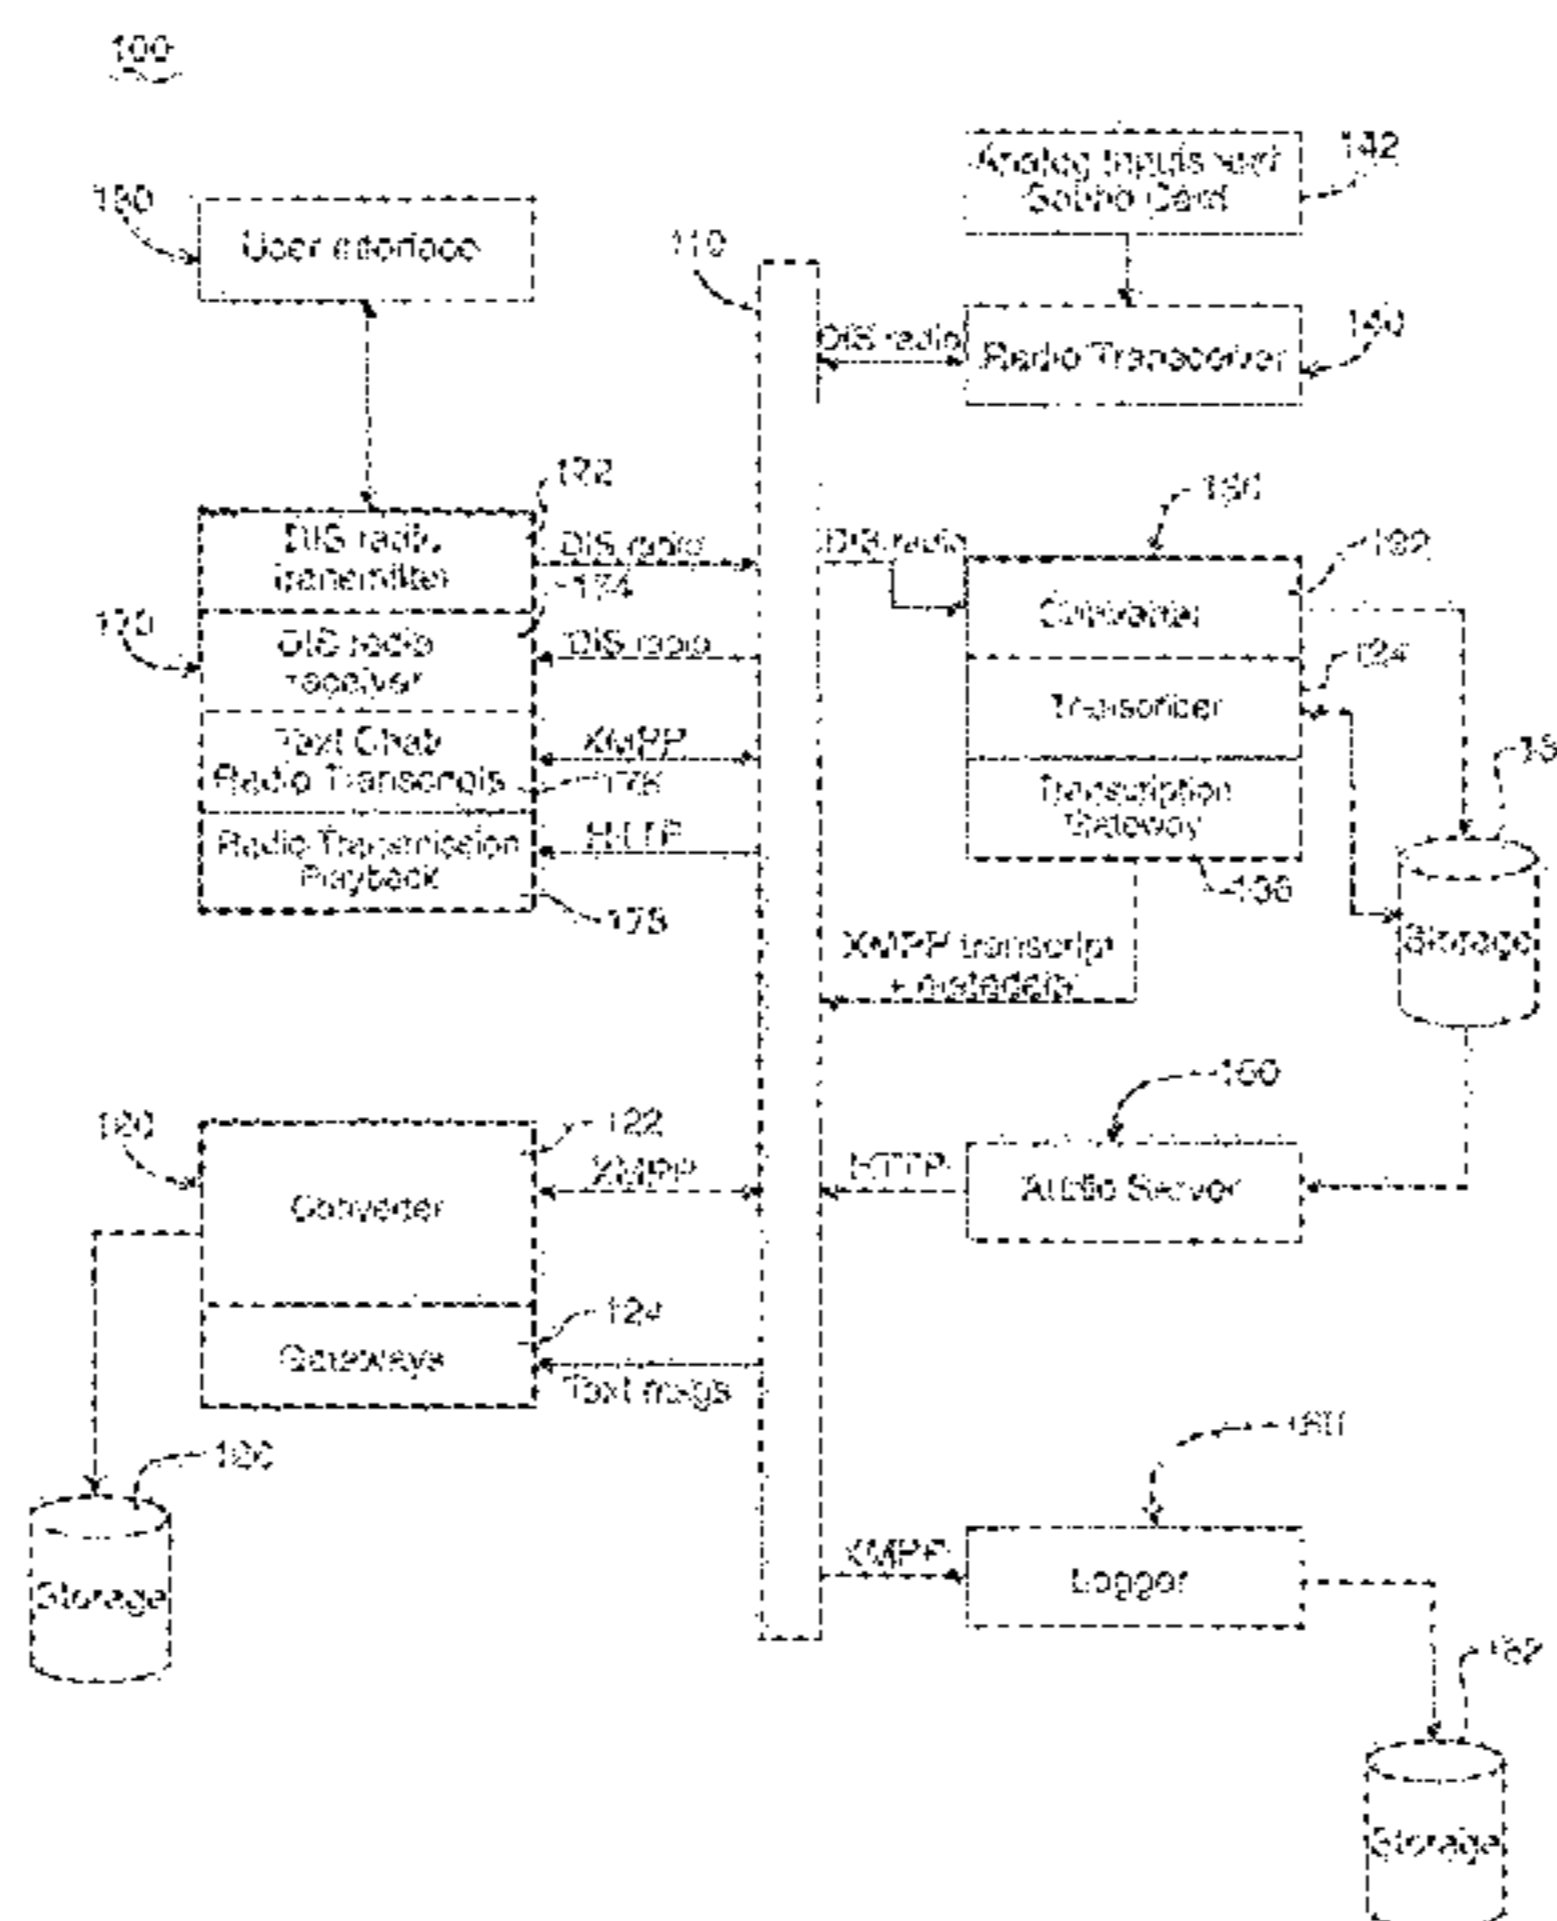 100
142
Analog Inputs
Sound Card
User Interface
110
140
DIS radio
Radio Transceiver
172
DIS radio
transmitter
DIS radio
174
DIS radio
Converter
170
DIS radio
receiver
DIS radio
Transcriber
Text Chat
Radio Transcripts
XMPP
176
Transcription
Gateway
136
Radio Transmission
Playback
HTTP
178
XMPP transcript
+ metadata
Storage
120
122
XMPP
HTTP
Audio Server
Converter
124
Gateways
Text msgs
Storage
XMPP
Logger
Storage